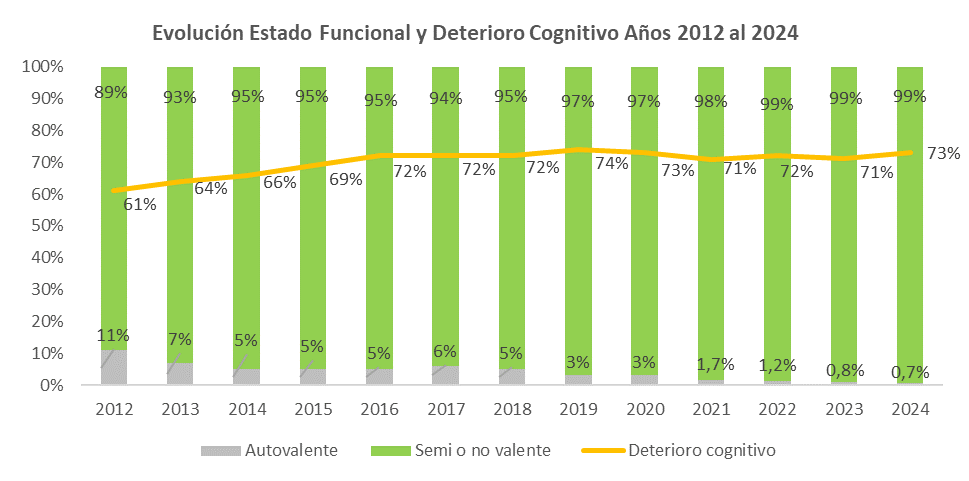 Evolución Estado Funcional y Deterioro Cognitivo Años 2012 al 2024
100%
90%
80%
70%
60%
50%
40%
30%
20%
10%
0%
89% 93% 95% 95% 95% 94% 95% 97% 97% 98% 99% 99% 99%
61% 64% 66% 69% 72% 72% 72% 74% 73% 71% 72% 71% 73%
11% 7% 5% 5% 5% 6% 5% 3% 3% 1,7% 1,2% 0,8% 0,7%
2012 2013 2014 2015 2016 2017 2018 2019 2020 2021 2022 2023 2024
Autovalente Semi o no valente Deterioro cognitivo